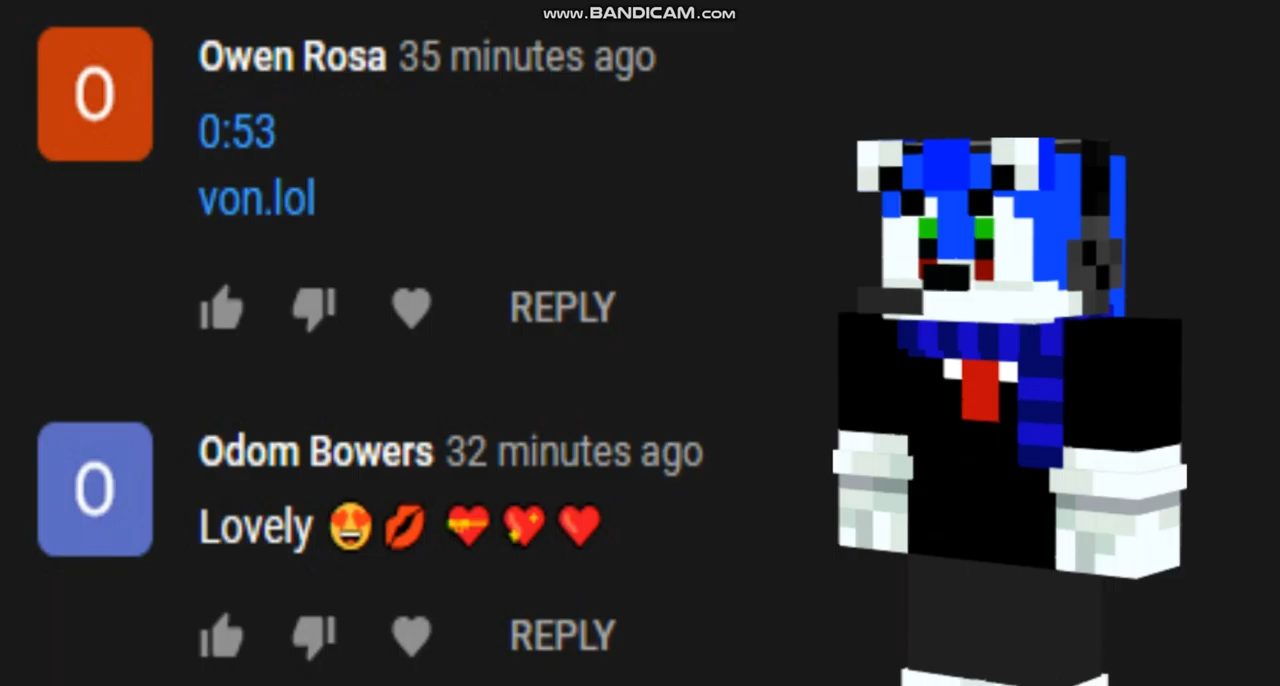 www.BANDICAM.com
O
Owen Rosa 35 minutes ago
0:53
von.lol
REPLY
O
Odom Bowers 32 minutes ago
Lovely 😍💋 💝💖❤️
REPLY